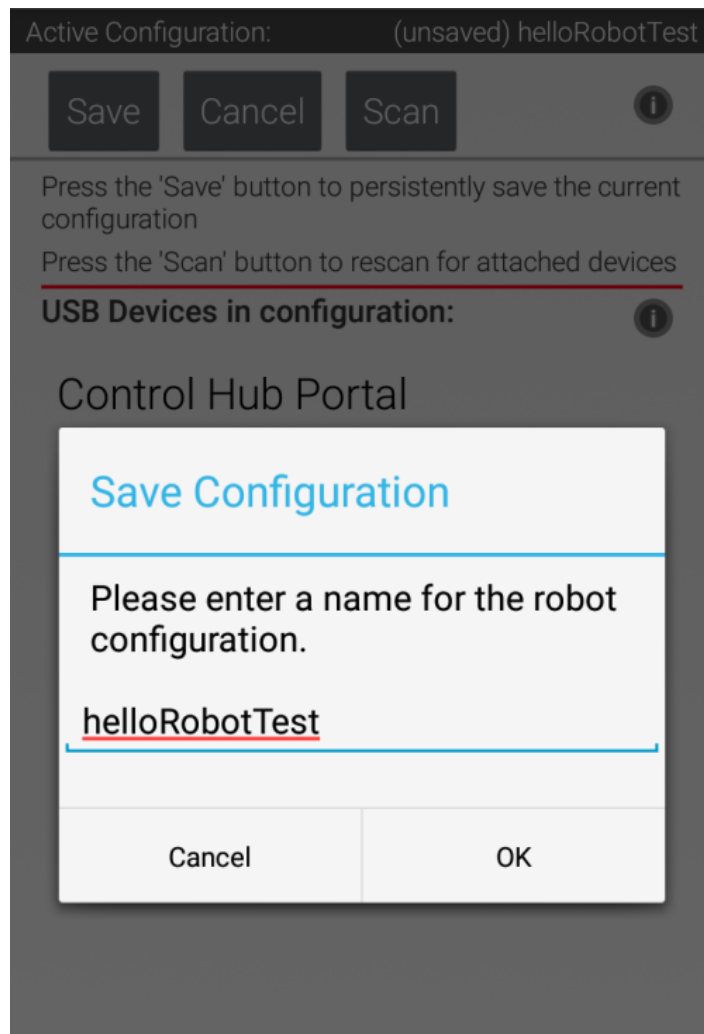 Active Configuration: (unsaved) helloRobotTest
Save Cancel Scan
Press the 'Save' button to persistently save the current
configuration
Press the 'Scan' button to rescan for attached devices
USB Devices in configuration:
Control Hub Portal
Save Configuration
Please enter a name for the robot
configuration.
helloRobotTest
Cancel OK